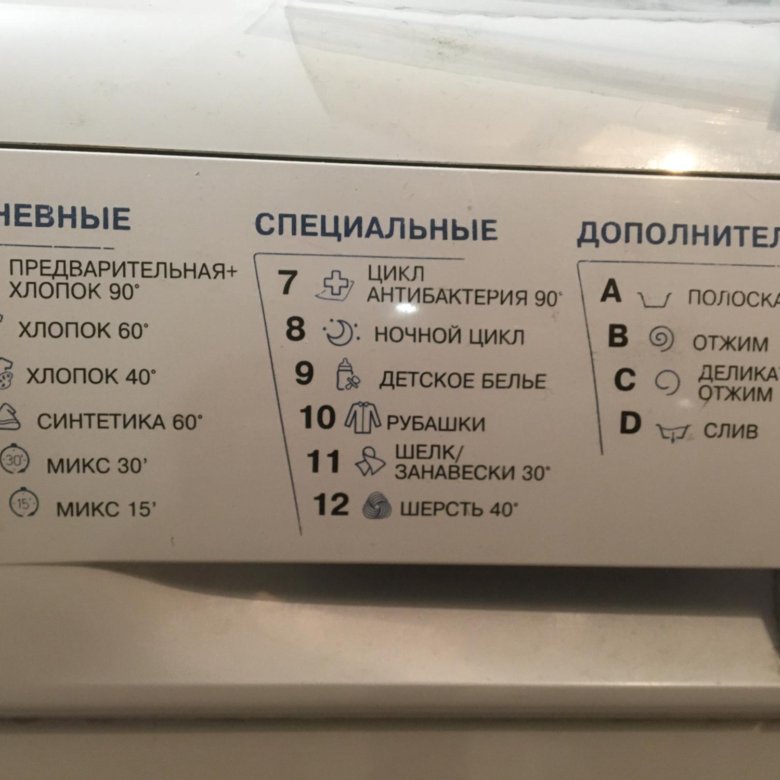 НЕВНЫЕ
ПРЕДВАРИТЕЛЬНАЯ+
ХЛОПОК 90°
ХЛОПОК 60°
ХЛОПОК 40°
СИНТЕТИКА 60°
30'
МИКС 30'
15'
МИКС 15'
СПЕЦИАЛЬНЫЕ
7 ЦИКЛ
АНТИБАКТЕРИЯ 90°
8 НОЧНОЙ ЦИКЛ
9 ДЕТСКОЕ БЕЛЬЕ
10 РУБАШКИ
11 ШЕЛК/
ЗАНАВЕСКИ 30°
12 ШЕРСТЬ 40°
ДОПОЛНИТЕЛ
A ПОЛОСКА
B ОТЖИМ
C ДЕЛИКАТ
ОТЖИМ
D СЛИВ